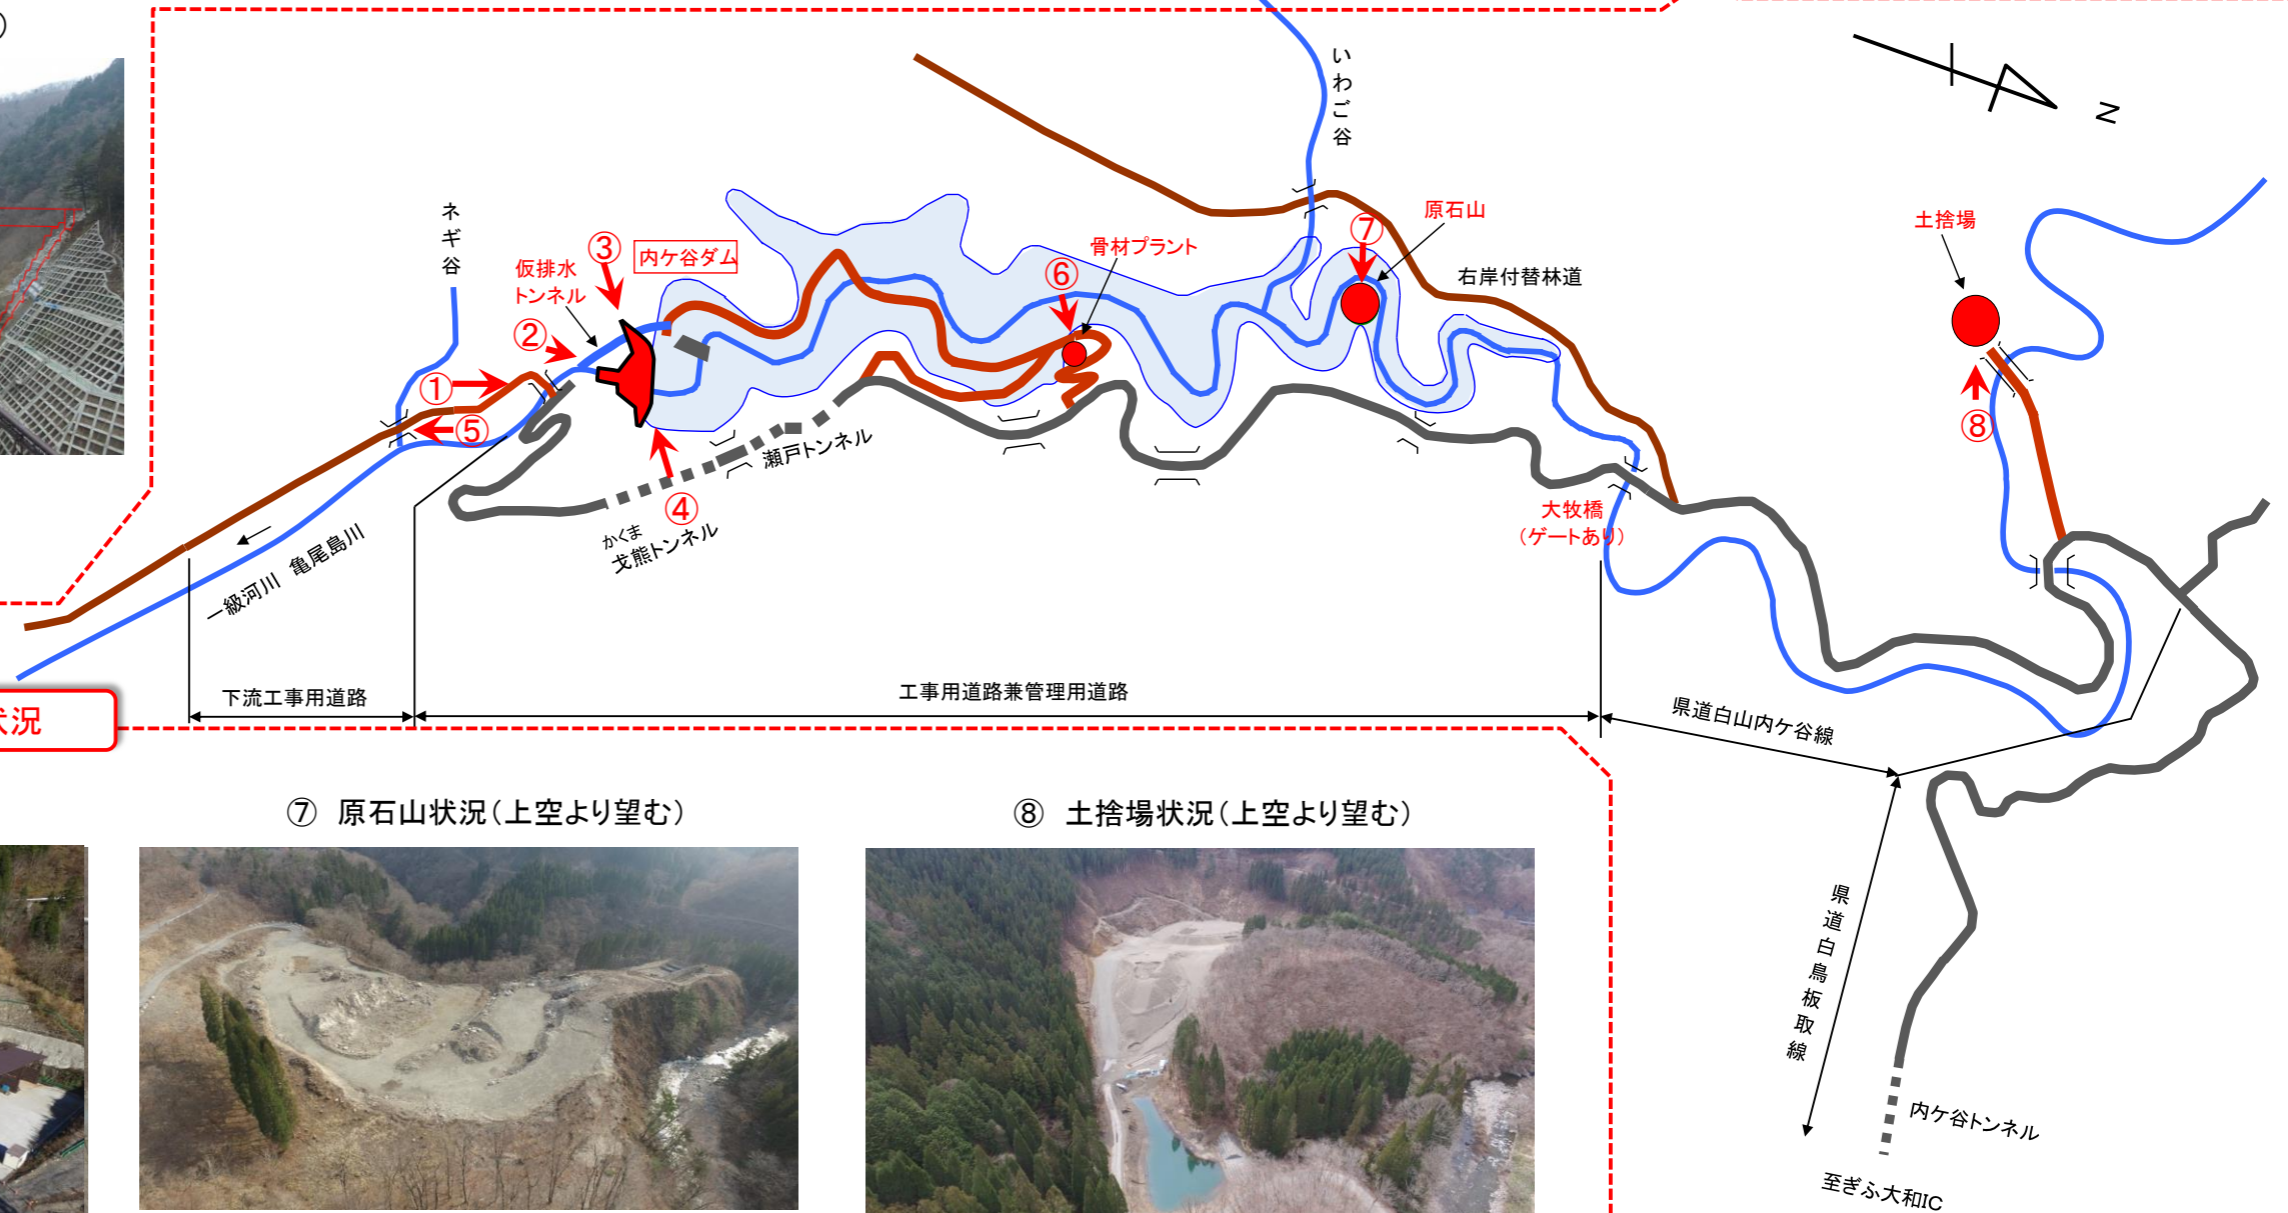 ）
いわご谷
N
ネギ谷
③
内ケ谷ダム
仮排水
トンネル
②
①
⑤
⑥
骨材プラント
⑦
原石山
右岸付替林道
土捨場
⑧
瀬戸トンネル
④
かくま
戈熊トンネル
大牧橋
（ゲートあり）
一級河川 亀尾島川
下流工事用道路
工事用道路兼管理用道路
県道白山内ケ谷線
状況
⑦ 原石山状況（上空より望む）
⑧ 土捨場状況（上空より望む）
県道白鳥板取線
内ケ谷トンネル
至ぎふ大和IC